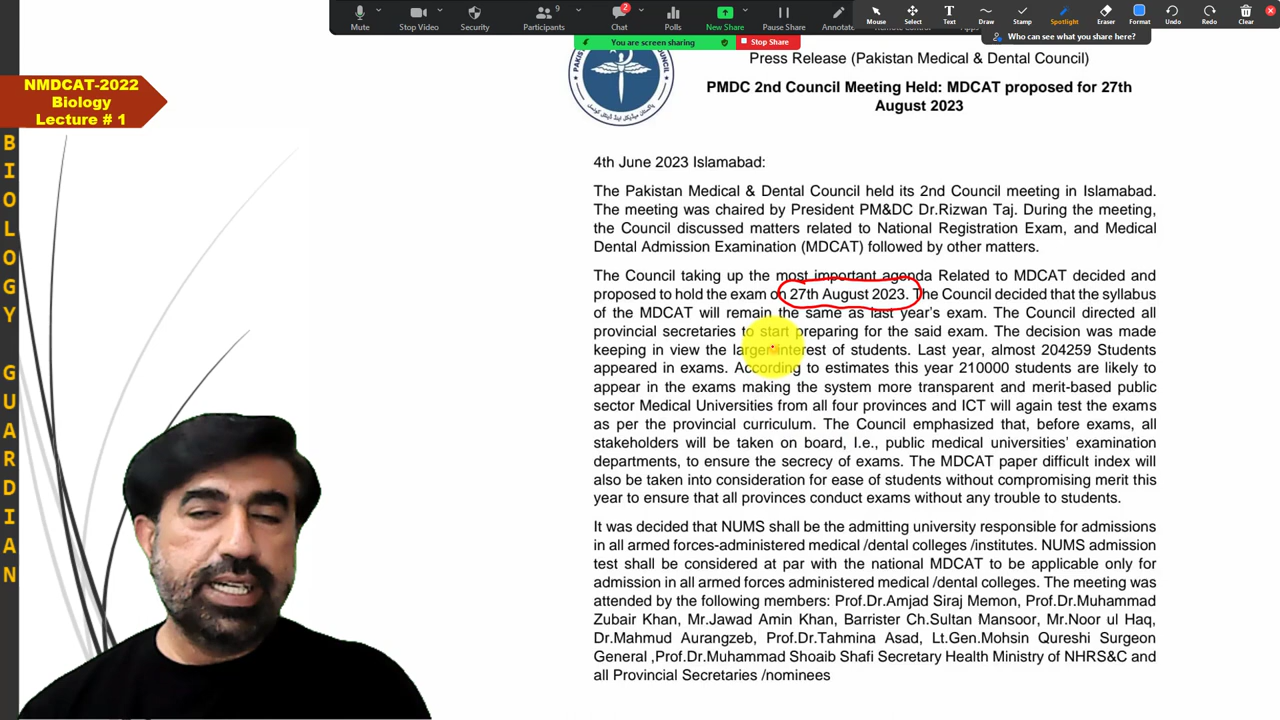 Mute
Stop Video
Security
9
Participants
2
Chat
Polls
New Share
Pause Share
Annotate
Mouse
Select
Text
Draw
Stamp
Spotlight
Eraser
Format
Undo
Redo
Clear
Who can see what you share here?
You are screen sharing
Stop Share
NMDCAT-2022
Biology
Lecture # 1
BIOLOGY GUARDIAN
Press Release (Pakistan Medical & Dental Council)
PMDC 2nd Council Meeting Held: MDCAT proposed for 27th
August 2023
4th June 2023 Islamabad:
The Pakistan Medical & Dental Council held its 2nd Council meeting in Islamabad.
The meeting was chaired by President PM&DC Dr.Rizwan Taj. During the meeting,
the Council discussed matters related to National Registration Exam, and Medical
Dental Admission Examination (MDCAT) followed by other matters.
The Council taking up the most important agenda Related to MDCAT decided and
proposed to hold the exam on 27th August 2023. The Council decided that the syllabus
of the MDCAT will remain the same as last year's exam. The Council directed all
provincial secretaries to start preparing for the said exam. The decision was made
keeping in view the larger interest of students. Last year, almost 204259 Students
appeared in exams. According to estimates this year 210000 students are likely to
appear in the exams making the system more transparent and merit-based public
sector Medical Universities from all four provinces and ICT will again test the exams
as per the provincial curriculum. The Council emphasized that, before exams, all
stakeholders will be taken on board, I.e., public medical universities' examination
departments, to ensure the secrecy of exams. The MDCAT paper difficult index will
also be taken into consideration for ease of students without compromising merit this
year to ensure that all provinces conduct exams without any trouble to students.
It was decided that NUMS shall be the admitting university responsible for admissions
in all armed forces-administered medical /dental colleges /institutes. NUMS admission
test shall be considered at par with the national MDCAT to be applicable only for
admission in all armed forces administered medical /dental colleges. The meeting was
attended by the following members: Prof.Dr.Amjad Siraj Memon, Prof.Dr.Muhammad
Zubair Khan, Mr.Jawad Amin Khan, Barrister Ch.Sultan Mansoor, Mr.Noor ul Haq,
Dr.Mahmud Aurangzeb, Prof.Dr.Tahmina Asad, Lt.Gen.Mohsin Qureshi Surgeon
General ,Prof.Dr.Muhammad Shoaib Shafi Secretary Health Ministry of NHRS&C and
all Provincial Secretaries /nominees